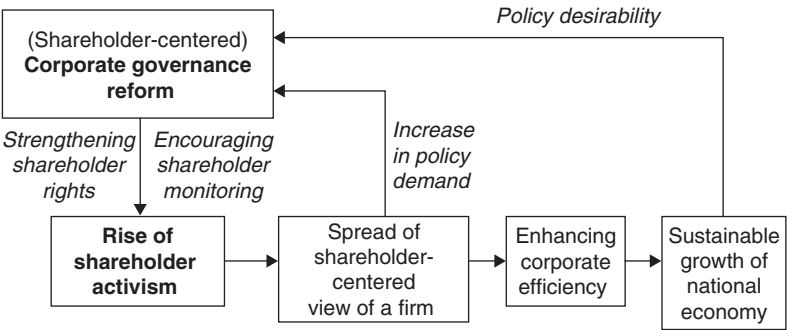 Policy desirability
(Shareholder-centered)
Corporate governance
reform
Strengthening
shareholder
rights
Encouraging
shareholder
monitoring
Increase
in policy
demand
Rise of
shareholder
activism
Spread of
shareholder-
centered
view of a firm
Enhancing
corporate
efficiency
Sustainable
growth of
national
economy